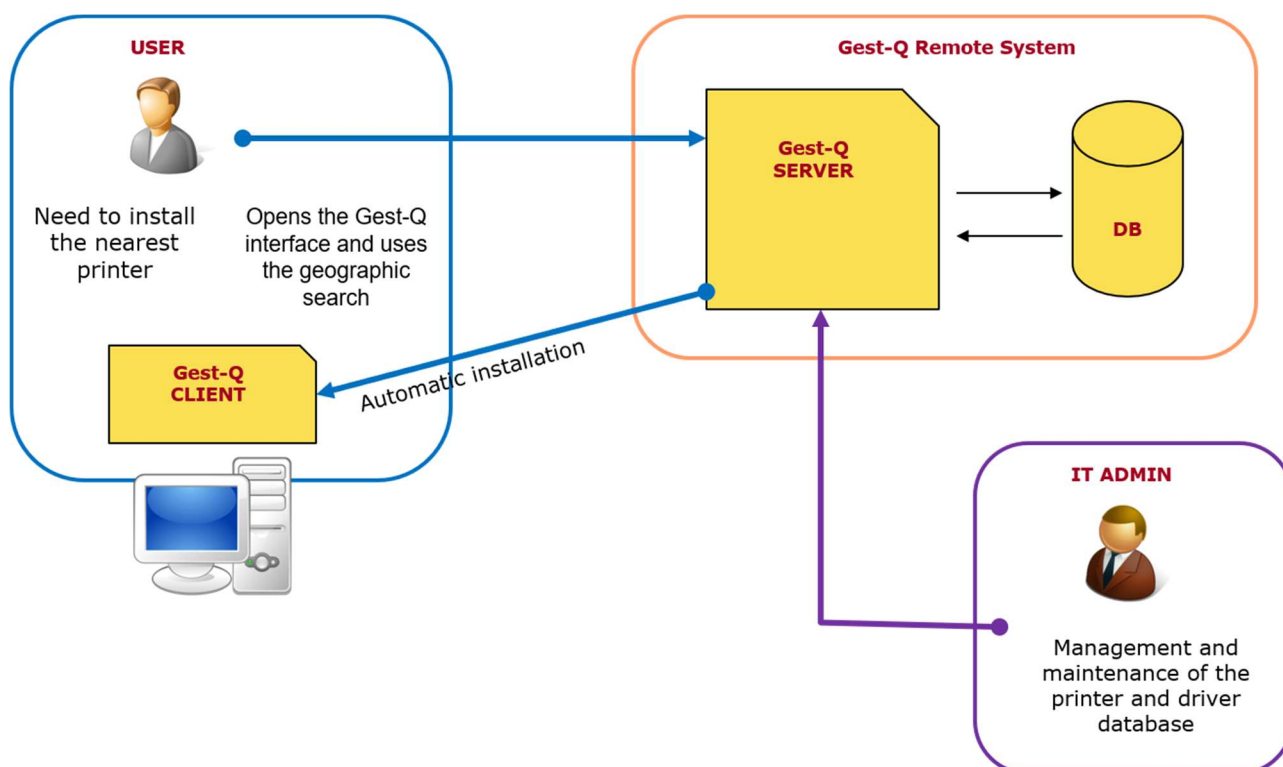 USER
Need to install
the nearest
printer
Opens the Gest-Q
interface and uses
the geographic
search
Gest-Q
CLIENT
Automatic installation
Gest-Q Remote System
Gest-Q
SERVER
DB
IT ADMIN
Management and
maintenance of the
printer and driver
database